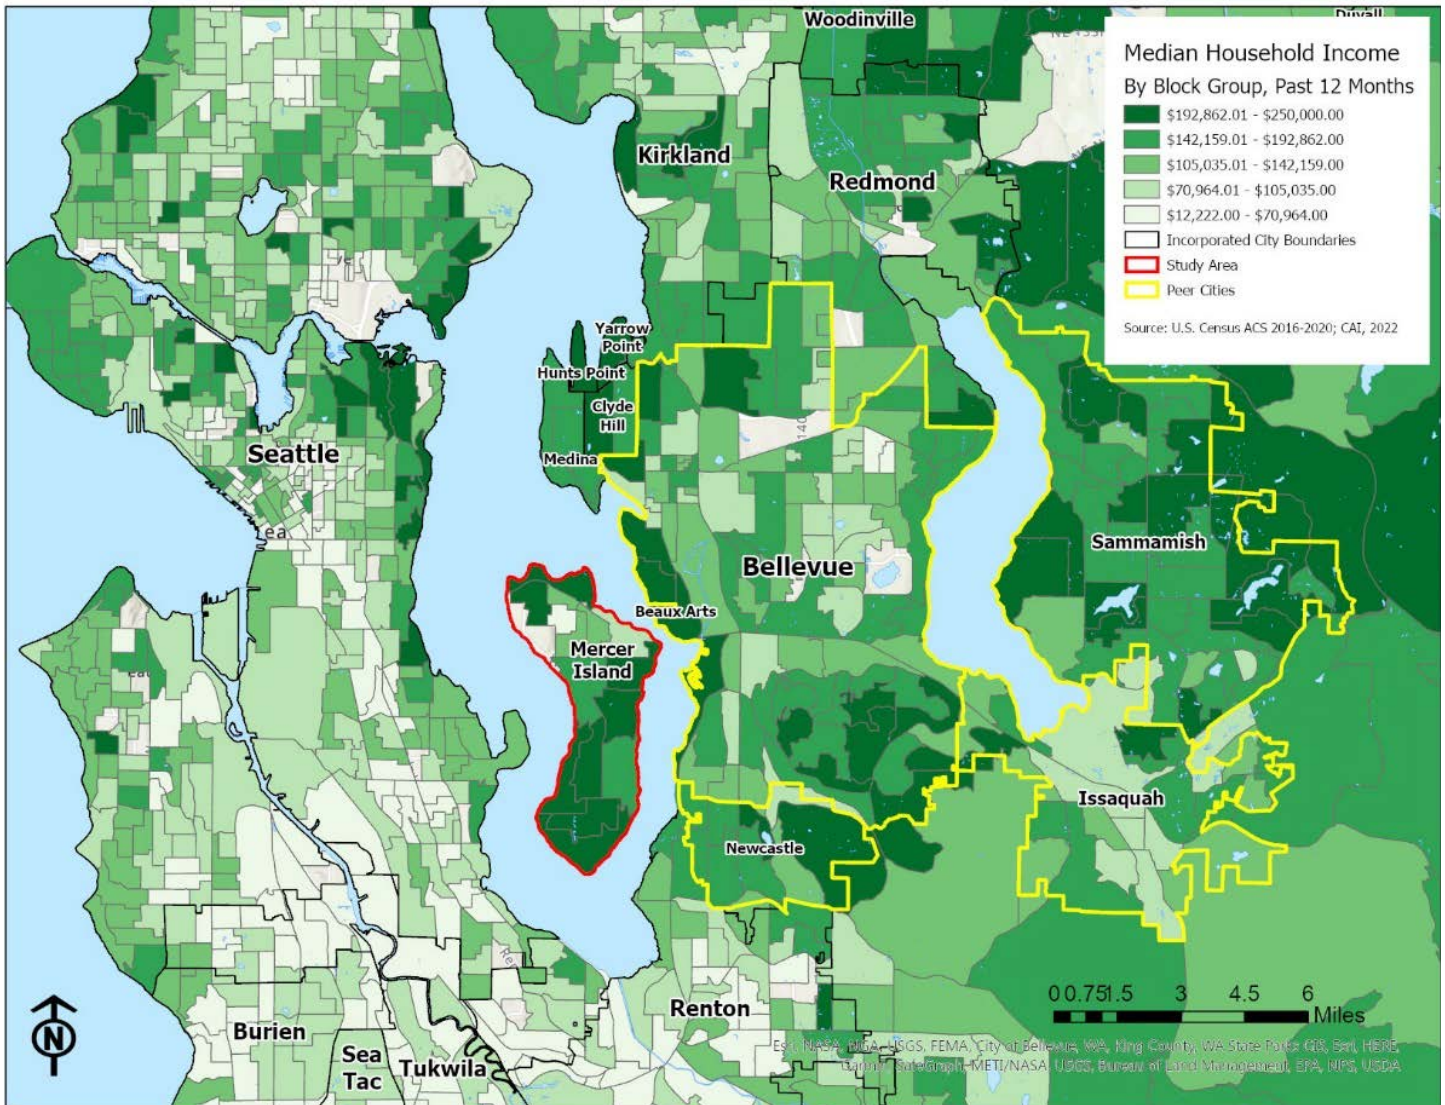 Woodinville
Duvall
Median Household Income
By Block Group, Past 12 Months
$192,862.01 - $250,000.00
$142,159.01 - $192,862.00
$105,035.01 - $142,159.00
$70,964.01 - $105,035.00
$12,222.00 - $70,964.00
Incorporated City Boundaries
Study Area
Peer Cities
Source: U.S. Census ACS 2016-2020; CAI, 2022
Kirkland
Redmond
Yarrow
Point
Hunts Point
Clyde
Hill
Medina
Seattle
ea
140
Sammamish
Bellevue
Beaux Arts
Mercer
Island
Issaquah
Newcastle
Renton
Burien
Sea
Tac
Tukwila
N
0 0.75 1.5 3 4.5 6
Miles
Esri, NASA, NGA, USGS, FEMA, City of Bellevue, WA, King County, WA State Parks GIS, Esri, HERE,
Garmin, SafeGraph, METI/NASA, USGS, Bureau of Land Management, EPA, NPS, USDA